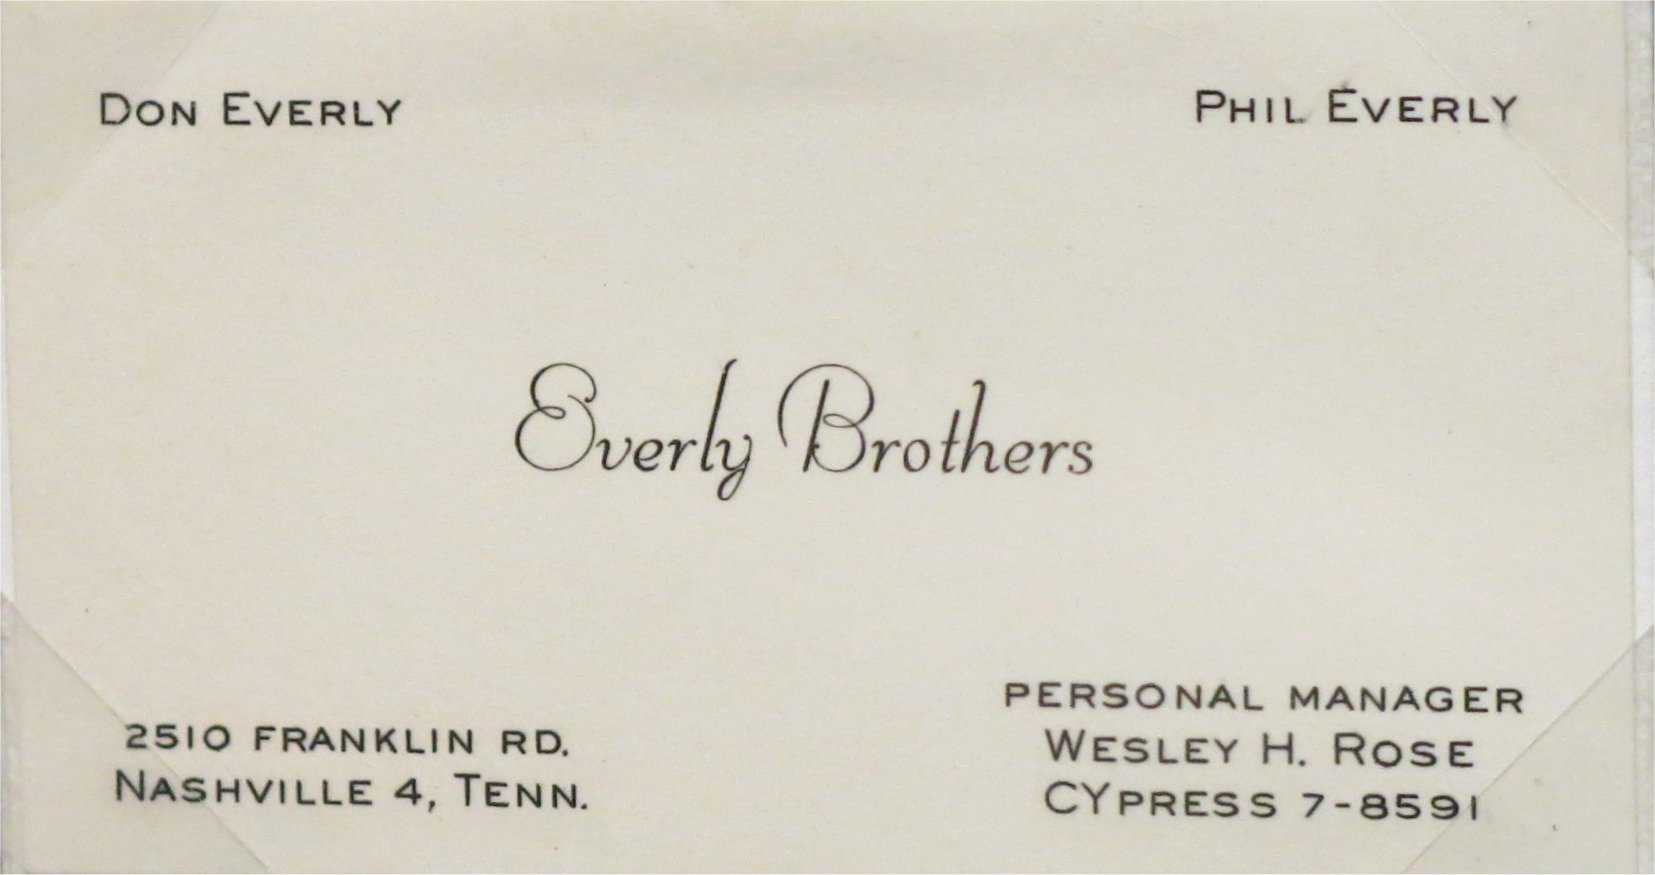 Don Everly
Phil Everly
Everly Brothers
2510 Franklin Rd.
Nashville 4, Tenn.
PERSONAL MANAGER
Wesley H. Rose
CYpress 7-8591